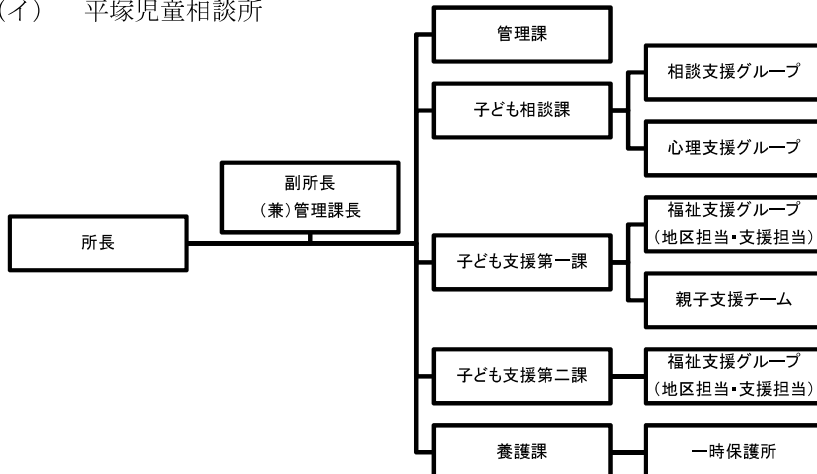 (イ) 平塚児童相談所
管理課
相談支援グループ
子ども相談課
心理支援グループ
副所長
(兼)管理課長
福祉支援グループ
(地区担当・支援担当)
所長
子ども支援第一課
親子支援チーム
子ども支援第二課
福祉支援グループ
(地区担当・支援担当)
養護課
一時保護所